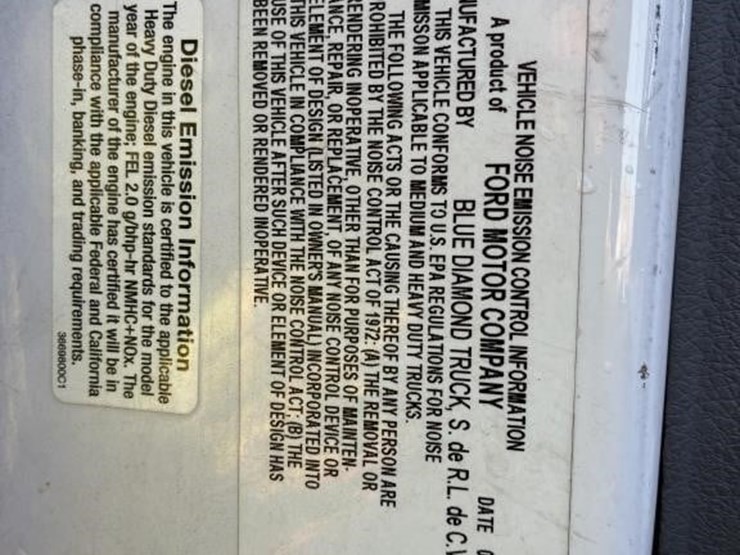 VEHICLE NOISE EMISSION CONTROL INFORMATION
A product of FORD MOTOR COMPANY DATE
UFACTURED BY BLUE DIAMOND TRUCK, S. de R.L. de C.V
THIS VEHICLE CONFORMS TO U.S. EPA REGULATIONS FOR NOISE
MISSON APPLICABLE TO MEDIUM AND HEAVY DUTY TRUCKS.
THE FOLLOWING ACTS OR THE CAUSING THEREOF BY ANY PERSON ARE
ROHIBITED BY THE NOISE CONTROL ACT OF 1972: (A) THE REMOVAL OR
ENDERING INOPERATIVE, OTHER THAN FOR PURPOSES OF MAINTEN-
ANCE, REPAIR, OR REPLACEMENT, OF ANY NOISE CONTROL DEVICE OR
ELEMENT OF DESIGN (LISTED IN OWNER'S MANUAL) INCORPORATED INTO
THIS VEHICLE IN COMPLIANCE WITH THE NOISE CONTROL ACT; (B) THE
USE OF THIS VEHICLE AFTER SUCH DEVICE OR ELEMENT OF DESIGN HAS
BEEN REMOVED OR RENDERED INOPERATIVE.
Diesel Emission Information
The engine in this vehicle is certified to the applicable
Heavy Duty Diesel emission standards for the model
year of the engine; FEL 2.0 g/bhp-hr NMHC+NOx. The
manufacturer of the engine has certified it will be in
compliance with the applicable Federal and California
phase-in, banking, and trading requirements.
3669800C1